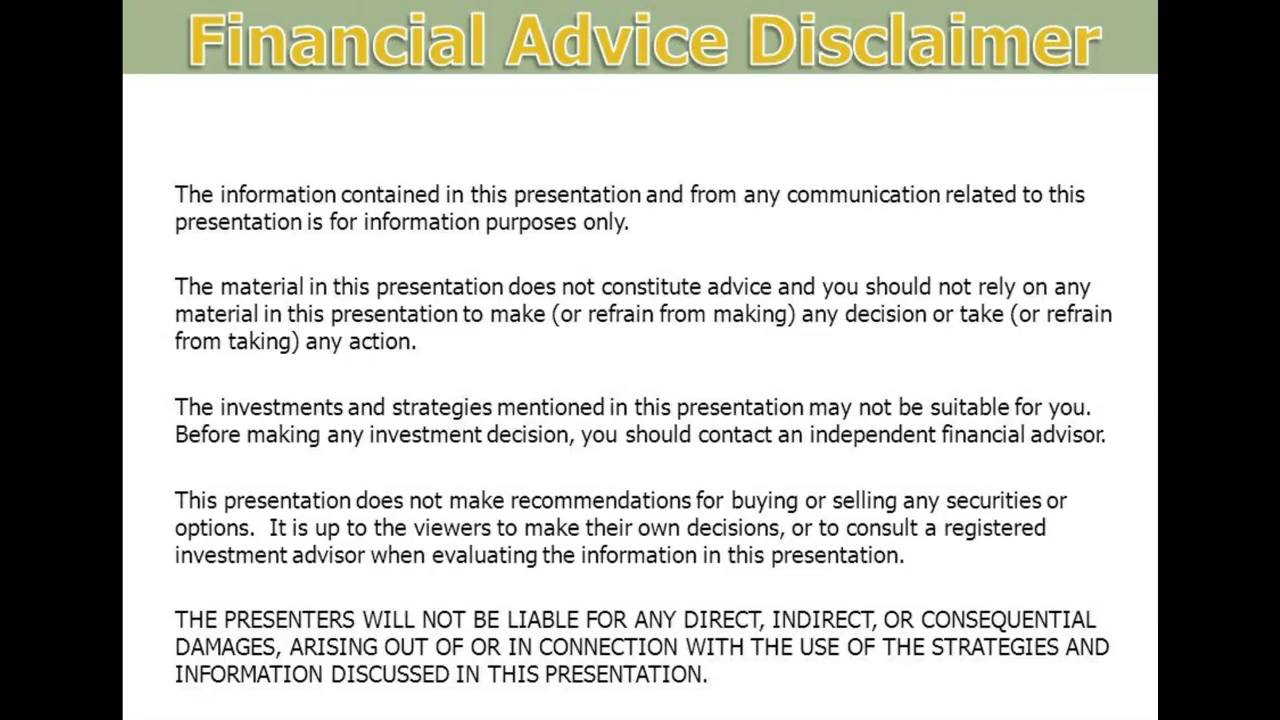 Financial Advice Disclaimer
The information contained in this presentation and from any communication related to this
presentation is for information purposes only.
The material in this presentation does not constitute advice and you should not rely on any
material in this presentation to make (or refrain from making) any decision or take (or refrain
from taking) any action.
The investments and strategies mentioned in this presentation may not be suitable for you.
Before making any investment decision, you should contact an independent financial advisor.
This presentation does not make recommendations for buying or selling any securities or
options.  It is up to the viewers to make their own decisions, or to consult a registered
investment advisor when evaluating the information in this presentation.
THE PRESENTERS WILL NOT BE LIABLE FOR ANY DIRECT, INDIRECT, OR CONSEQUENTIAL
DAMAGES, ARISING OUT OF OR IN CONNECTION WITH THE USE OF THE STRATEGIES AND
INFORMATION DISCUSSED IN THIS PRESENTATION.